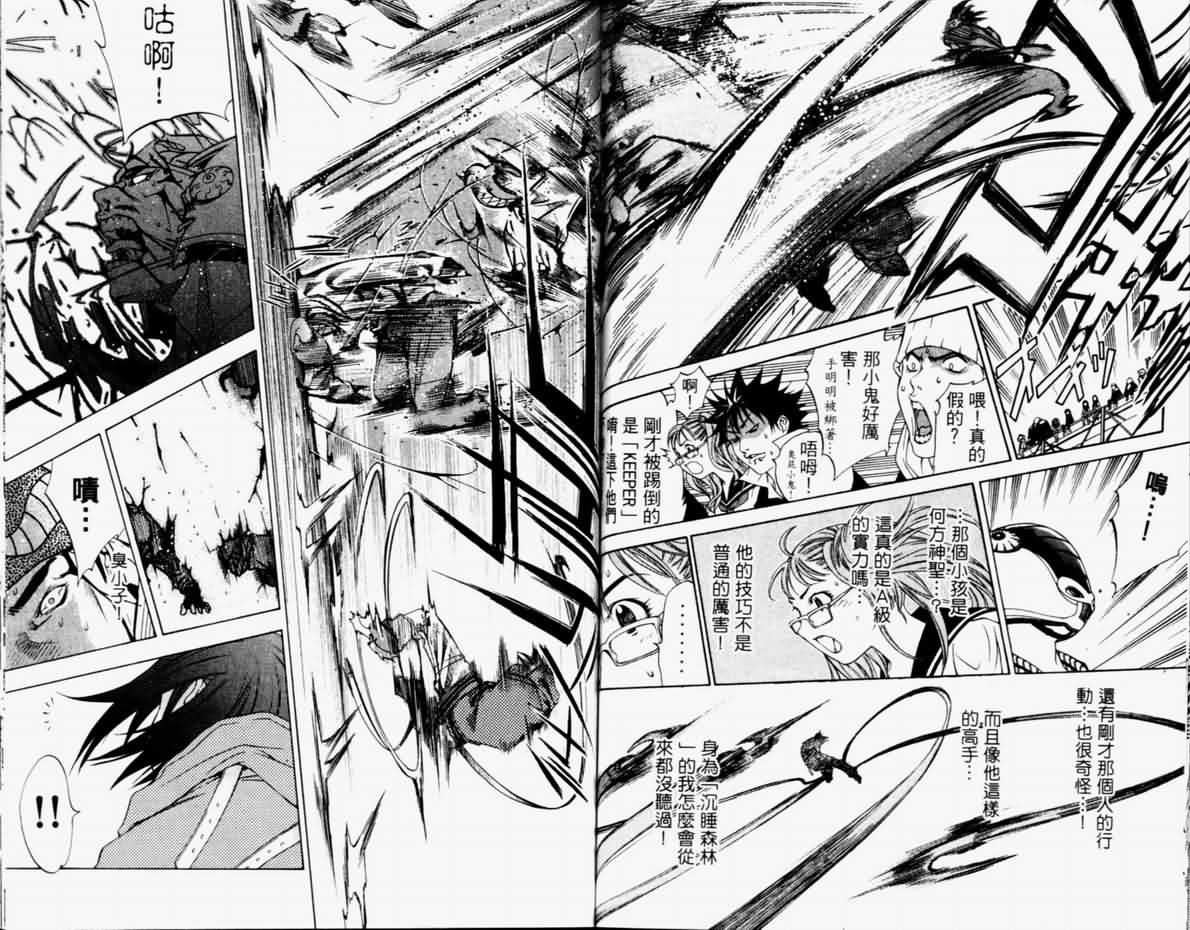 喂！真的
假的？
那小鬼好厲
害！
手明明被綁著…
唔呣！
臭屁小鬼！
啊！
剛才被踢倒的
是「KEEPER」
唷！這下他們
嗚…！
…那個小孩是
何方神聖…？
這真的是A級
的實力嗎…
他的技巧不是
普通的厲害！
……
還有剛才那個人的行
動…也很奇怪…！
而且像他這樣
的高手…
身為「沉睡森林
」的我怎麼會從
來都沒聽過！
咕啊！
嘖…
臭小子
!!